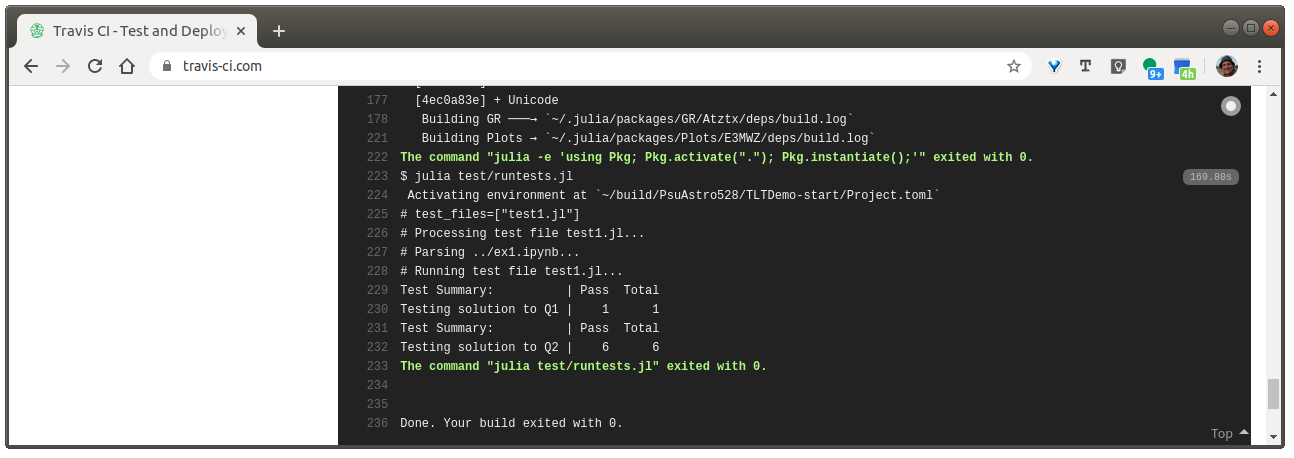 Travis CI - Test and Deploy
travis-ci.com
9+
4h
177 [4ec0a83e] + Unicode
178 Building GR ───→ `~/.julia/packages/GR/Atztx/deps/build.log`
221 Building Plots → `~/.julia/packages/Plots/E3MWZ/deps/build.log`
222 The command "julia -e 'using Pkg; Pkg.activate("."); Pkg.instantiate();'" exited with 0.
223 $ julia test/runtests.jl 169.80s
224 Activating environment at `~/build/PsuAstro528/TLTDemo-start/Project.toml`
225 # test_files=["test1.jl"]
226 # Processing test file test1.jl...
227 # Parsing ../ex1.ipynb...
228 # Running test file test1.jl...
229 Test Summary: | Pass Total
230 Testing solution to Q1 | 1 1
231 Test Summary: | Pass Total
232 Testing solution to Q2 | 6 6
233 The command "julia test/runtests.jl" exited with 0.
234
235
236 Done. Your build exited with 0.
Top